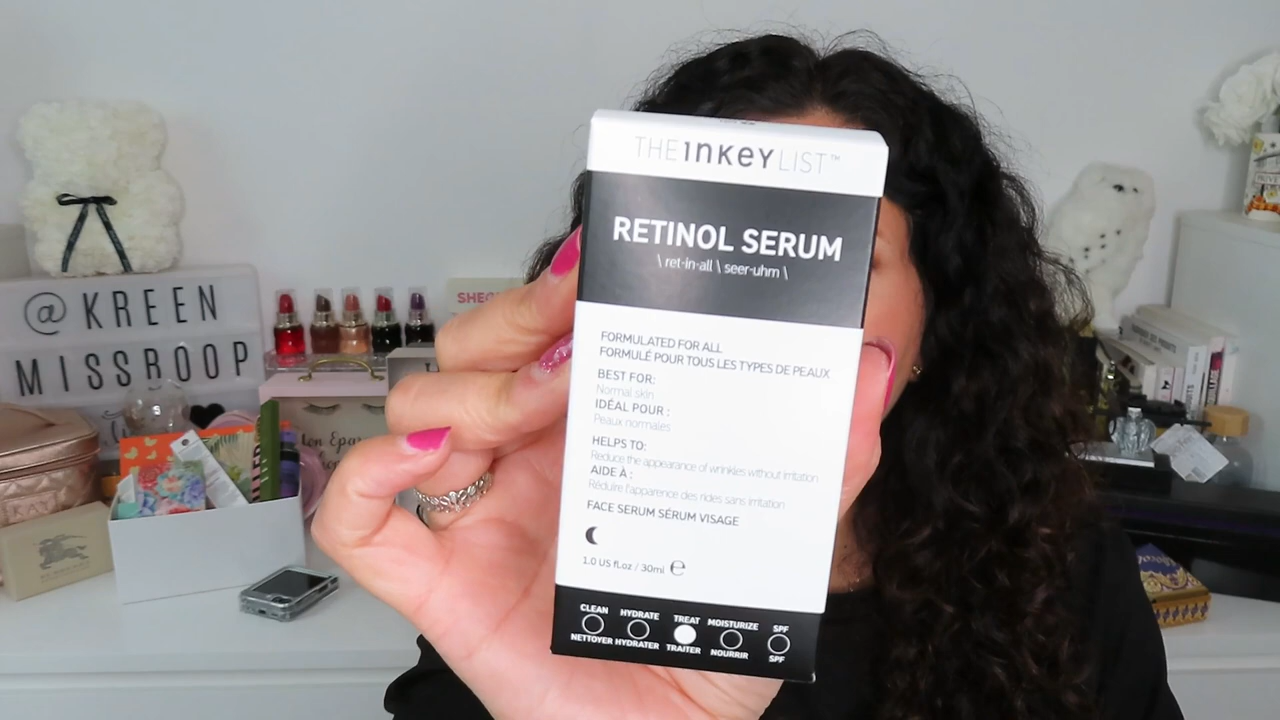 THE INKEY LIST™
RETINOL SERUM
\ ret·in·all \ seer·uhm \
FORMULATED FOR ALL
FORMULÉ POUR TOUS LES TYPES DE PEAUX
BEST FOR:
Normal skin
IDÉAL POUR :
Peaux normales
HELPS TO:
Reduce the appearance of wrinkles without irritation
AIDE À :
Réduire l'apparence des rides sans irritation
FACE SERUM SÉRUM VISAGE
1.0 US fl.oz / 30ml ℮
CLEAN HYDRATE TREAT MOISTURIZE SPF
NETTOYER HYDRATER TRAITER NOURRIR SPF
@KREEN
MISSROOP